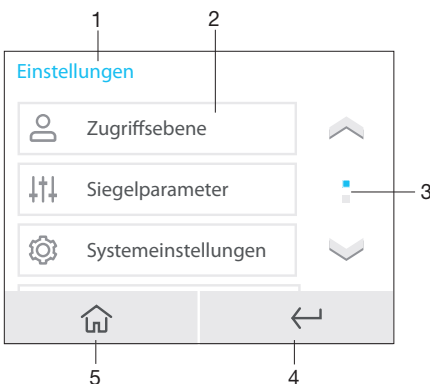 1
2
Einstellungen
Zugriffsebene
Siegelparameter
3
Systemeinstellungen
5
4